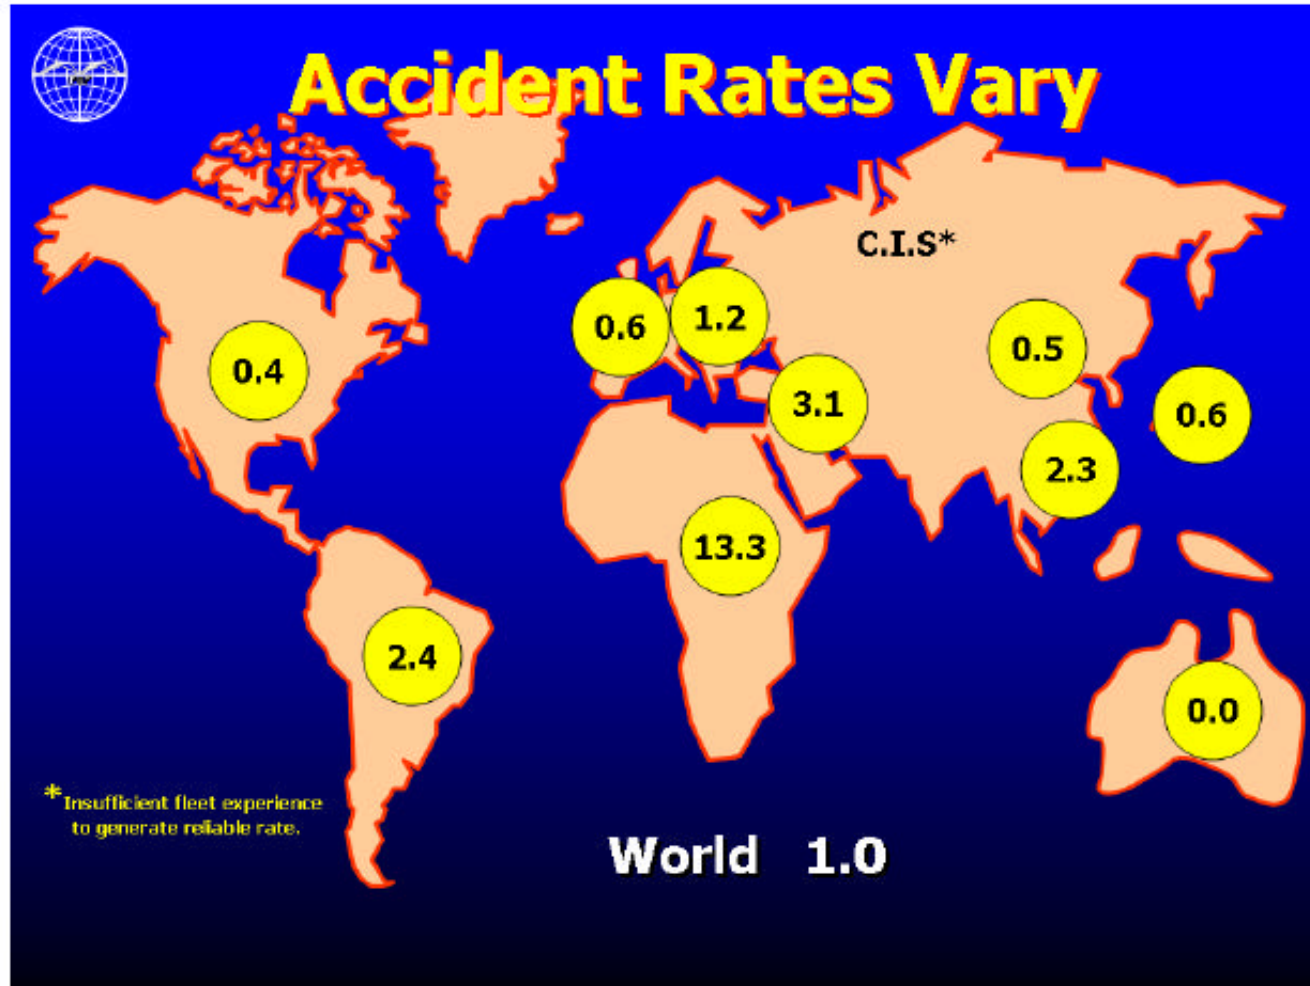 Accident Rates Vary
C.I.S*
0.6
1.2
0.5
0.4
3.1
0.6
2.3
13.3
2.4
0.0
*Insufficient fleet experience
to generate reliable rate.
World 1.0